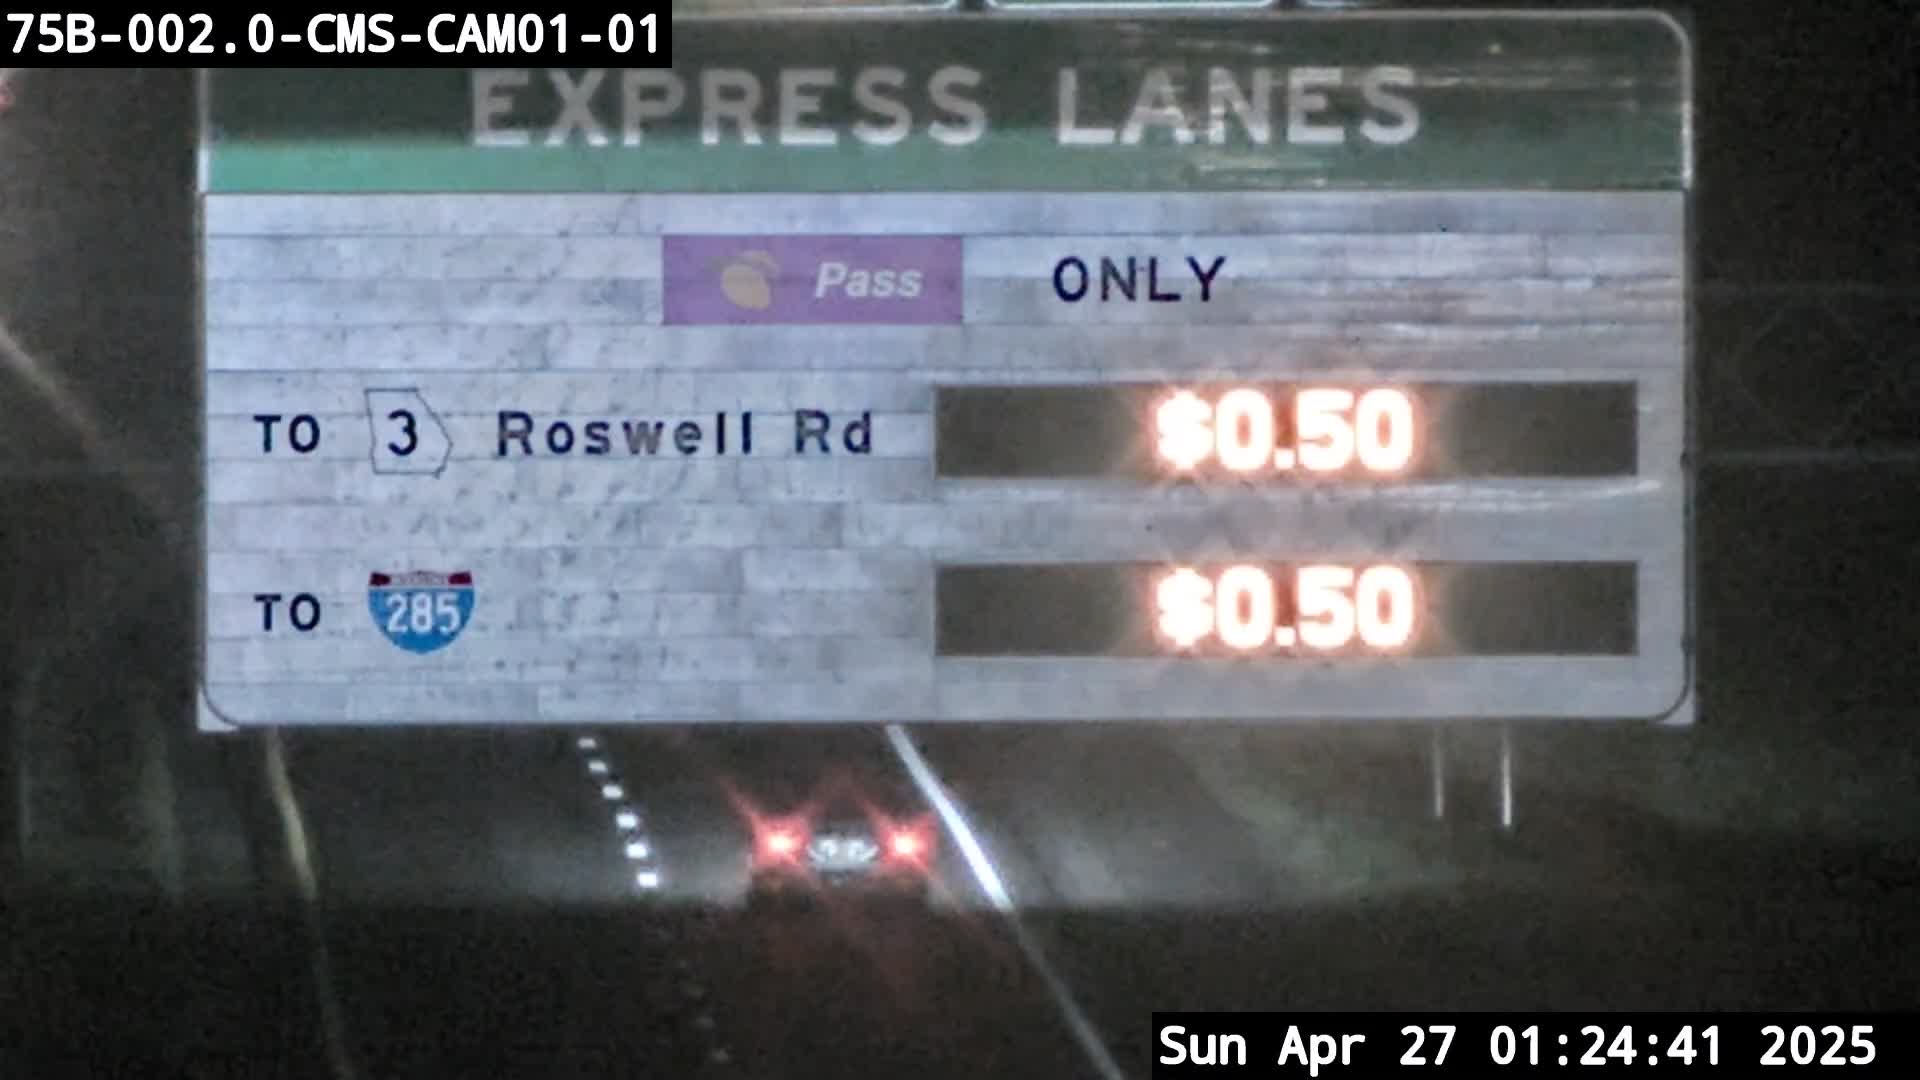 75B-002.0-CMS-CAM01-01
EXPRESS LANES
Pass ONLY
TO 3 Roswell Rd $0.50
TO 285 $0.50
Sun Apr 27 01:24:41 2025